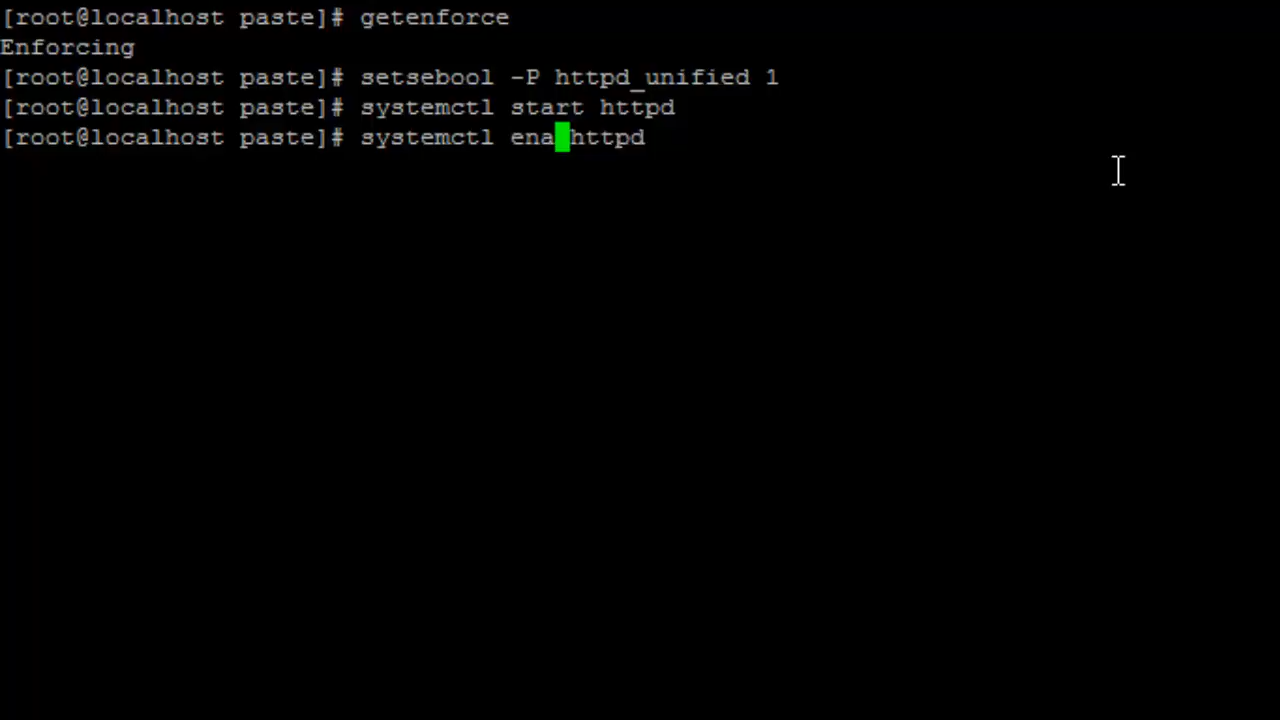 [root@localhost paste]# getenforce
Enforcing
[root@localhost paste]# setsebool -P httpd_unified 1
[root@localhost paste]# systemctl start httpd
[root@localhost paste]# systemctl ena httpd